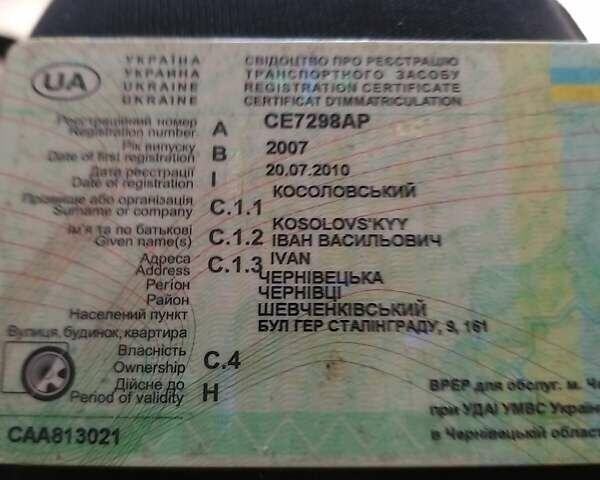 UA
УКРАЇНА СВІДОЦТВО ПРО РЕЄСТРАЦІЮ
УКРАИНА ТРАНСПОРТНОГО ЗАСОБУ
UKRAINE REGISTRATION CERTIFICATE
UKRAINE CERTIFICAT D'IMMATRICULATION
Реєстраційний номер
Registration number A CE7298AP
Рік випуску
Date of first registration B 2007
Дата реєстрації
Date of registration I 20.07.2010
Прізвище або організація КОСОЛОВСЬКИЙ
Surname or company C.1.1
KOSOLOVS'KYY
Ім'я та по батькові
Given name(s) C.1.2 ІВАН ВАСИЛЬОВИЧ
Адреса IVAN
Address C.1.3 ЧЕРНІВЕЦЬКА
Регіон ЧЕРНІВЦІ
Район ШЕВЧЕНКІВСЬКИЙ
Населений пункт БУЛ ГЕР СТАЛІНГРАДУ, 161
Вулиця, будинок, квартира
Власність
Ownership C.4
Дійсне до
Period of validity H
ВРЕР для обслуг. м.
при УДАІ УМВС
в Чернівецькій
CAA813021